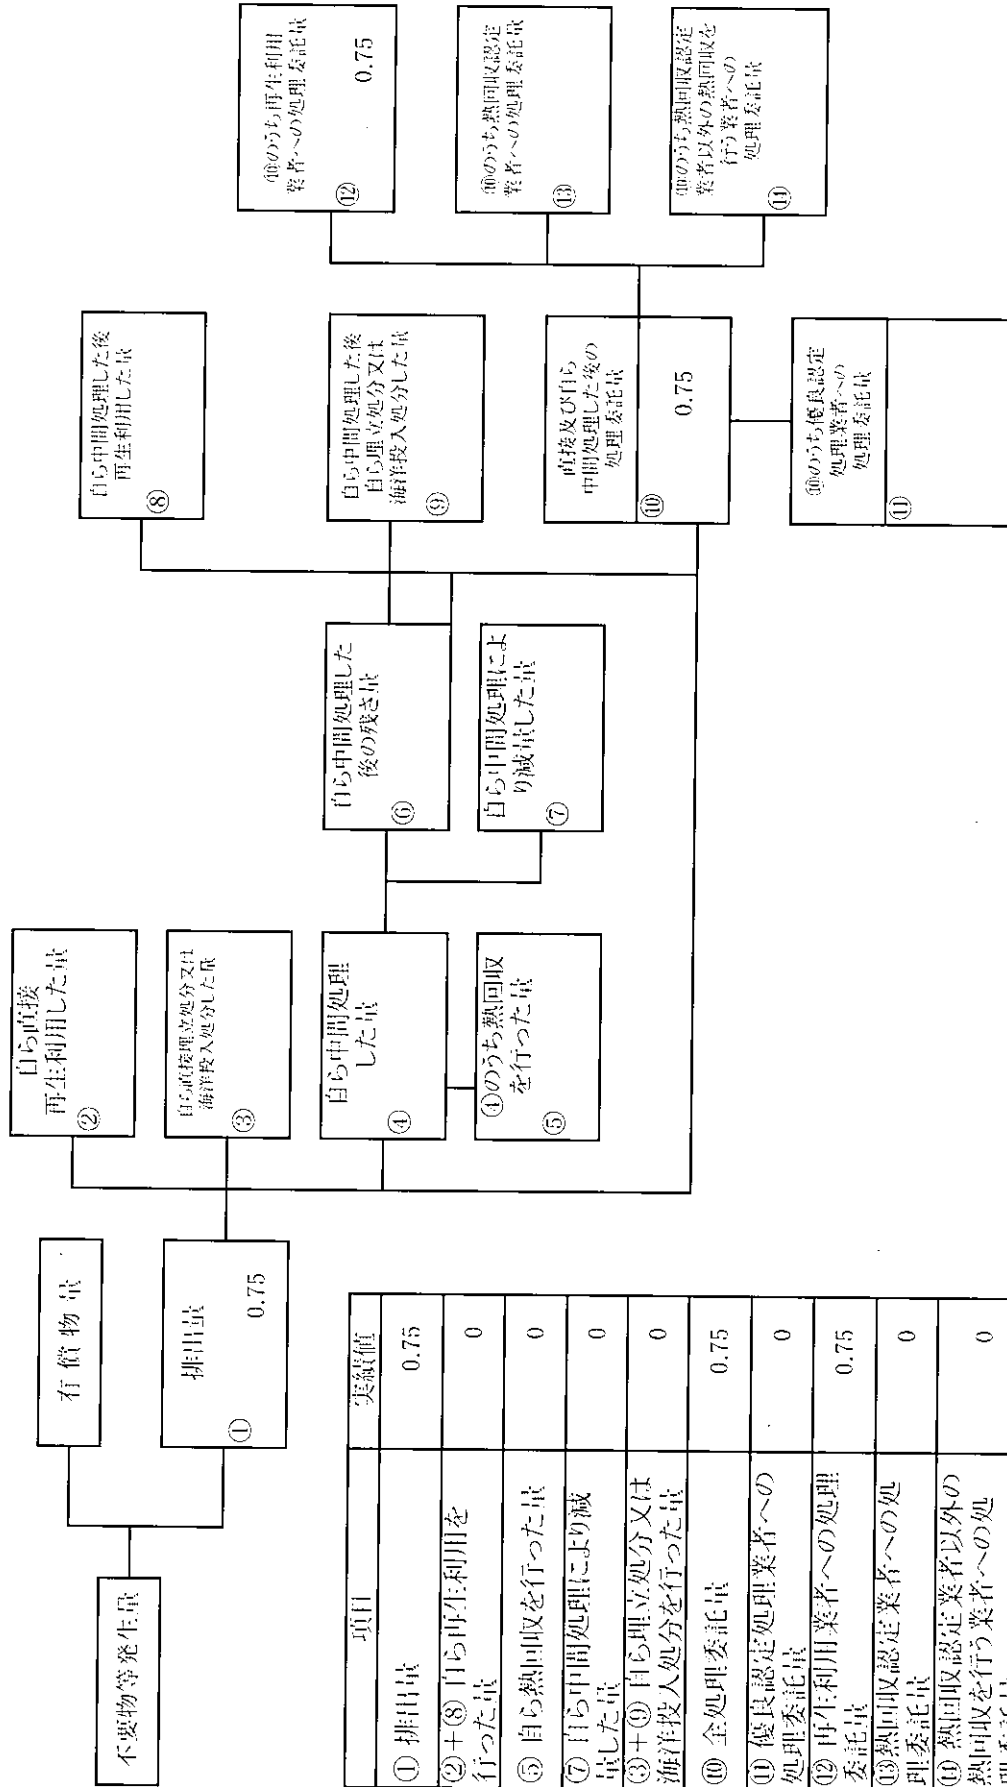 不要物等発生量
有償物量
排出量
①
0.75
自ら直接
再生利用した量
②
自ら直接埋立処分又は
海洋投入処分した量
③
自ら中間処理
した量
④
④のうち熱回収
を行った量
⑤
自ら中間処理した
後の残さ量
⑥
自ら中間処理によ
り減量した量
⑦
自ら中間処理した後
再生利用した量
⑧
自ら中間処理した後
自ら埋立処分又は
海洋投入処分した量
⑨
直接及び自ら
中間処理した後の
処理委託量
⑩
0.75
⑩のうち優良認定
処理業者への
処理委託量
⑪
⑩のうち再生利用
業者への処理委託量
⑫
0.75
⑩のうち熱回収認定
業者への処理委託量
⑬
⑩のうち熱回収認定
業者以外の熱回収を
行う業者への
処理委託量
⑭
項目 実績値
① 排出量 0.75
②+⑧ 自ら再生利用を
行った量 0
⑤ 自ら熱回収を行った量 0
⑦ 自ら中間処理により減
量した量 0
③+⑨ 自ら埋立処分又は
海洋投入処分を行った量 0
⑩ 全処理委託量 0.75
⑪ 優良認定処理業者への
処理委託量 0
⑫ 再生利用業者への処理
委託量 0.75
⑬熱回収認定業者への処
理委託量 0
⑭ 熱回収認定業者以外の
熱回収を行う業者への処
理委託量 0